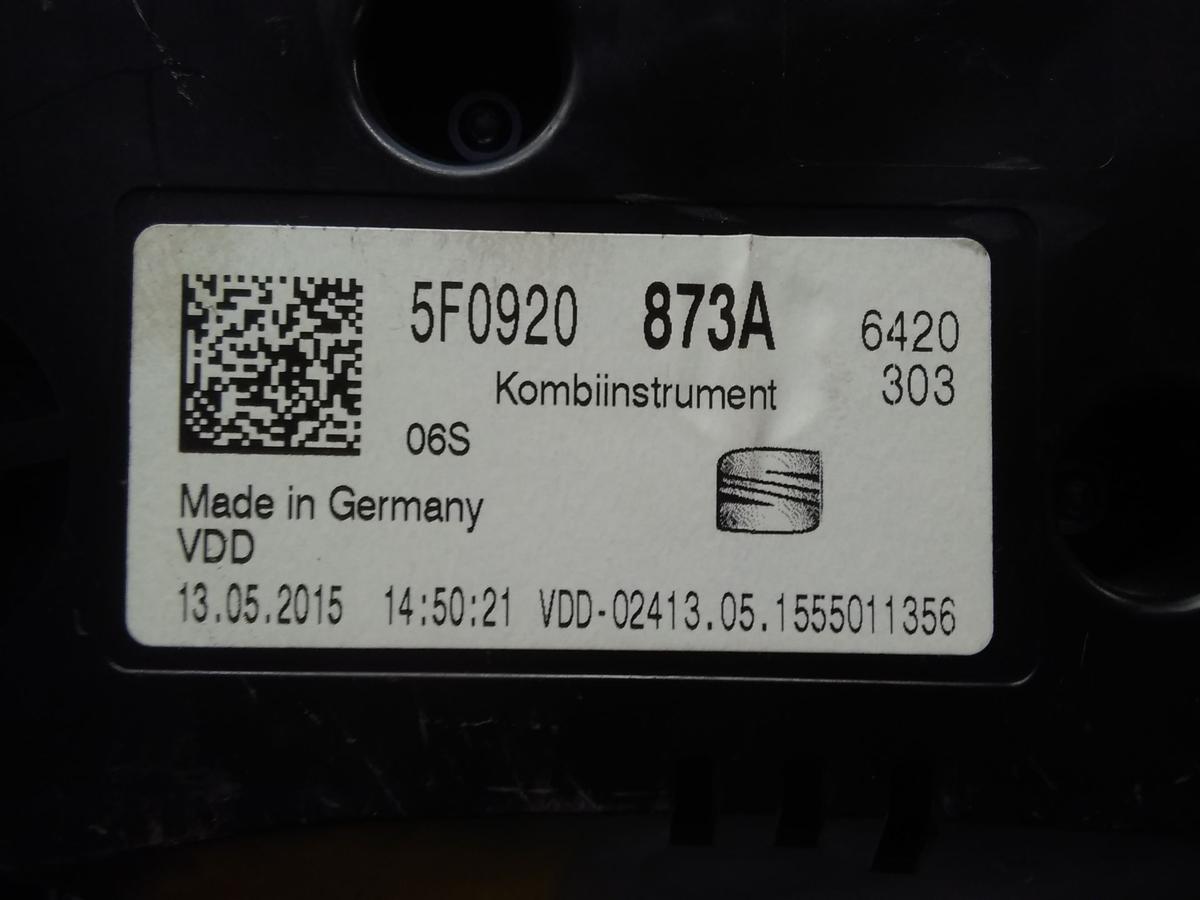 5F0920 873A 6420
Kombiinstrument 303
06S
Made in Germany
VDD
13.05.2015 14:50:21 VDD-02413.05.1555011356